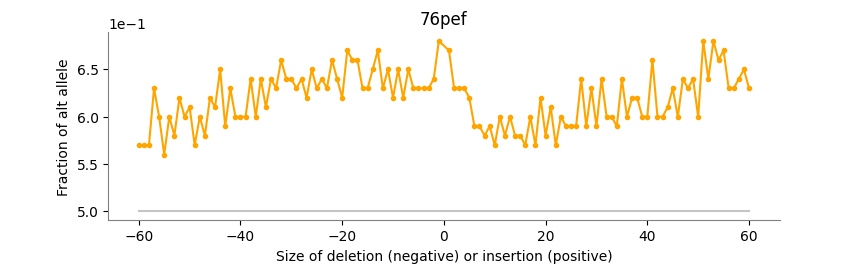 76pef
1e−1
Fraction of alt allele
6.5
6.0
5.5
5.0
−60 −40 −20 0 20 40 60
Size of deletion (negative) or insertion (positive)